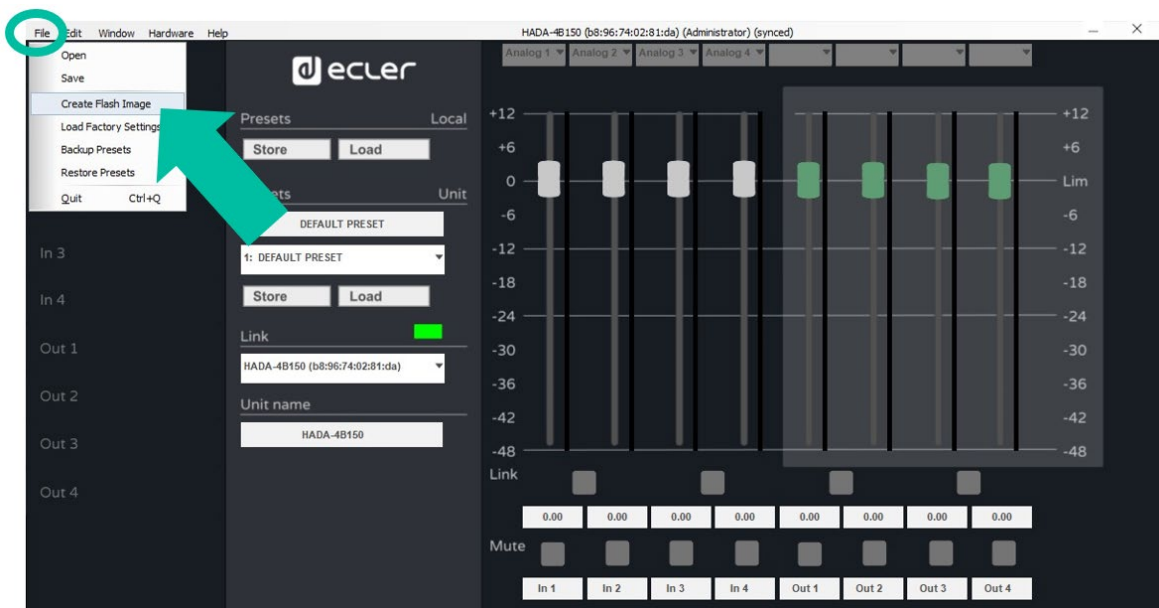 File Edit Window Hardware Help
HADA-4B150 (b8:96:74:02:81:da) (Administrator) (synced)
Open
Save
Create Flash Image
Load Factory Settings
Backup Presets
Restore Presets
Quit Ctrl+Q
In 3
In 4
Out 1
Out 2
Out 3
Out 4
ecler
Presets Local
Store Load
Unit
DEFAULT PRESET
1: DEFAULT PRESET
Store Load
Link
HADA-4B150 (b8:96:74:02:81:da)
Unit name
HADA-4B150
Analog 1 Analog 2 Analog 3 Analog 4
+12 +12
+6 +6
0 Lim
-6 -6
-12 -12
-18 -18
-24 -24
-30 -30
-36 -36
-42 -42
-48 -48
Link
0.00 0.00 0.00 0.00 0.00 0.00 0.00 0.00
Mute
In 1 In 2 In 3 In 4 Out 1 Out 2 Out 3 Out 4